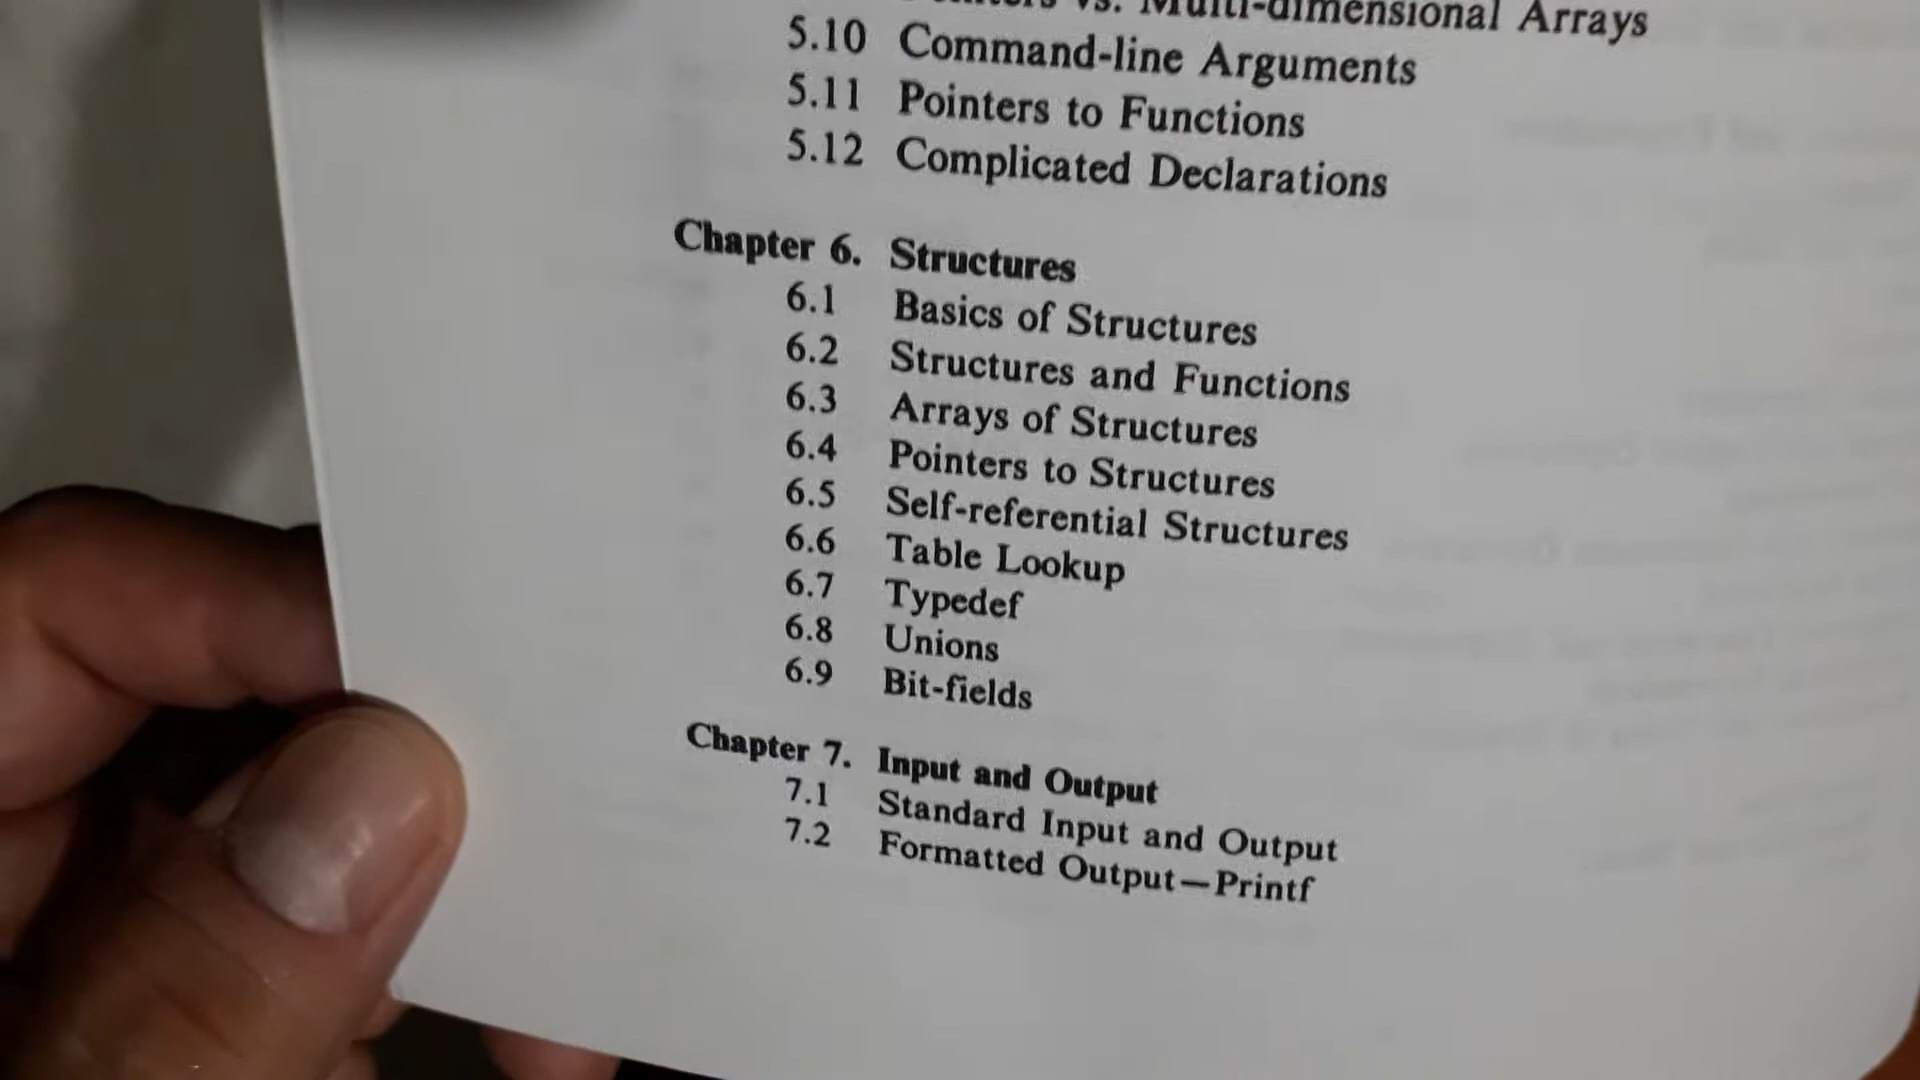 vs. Multi-dimensional Arrays
5.10 Command-line Arguments
5.11 Pointers to Functions
5.12 Complicated Declarations
Chapter 6. Structures
6.1 Basics of Structures
6.2 Structures and Functions
6.3 Arrays of Structures
6.4 Pointers to Structures
6.5 Self-referential Structures
6.6 Table Lookup
6.7 Typedef
6.8 Unions
6.9 Bit-fields
Chapter 7. Input and Output
7.1 Standard Input and Output
7.2 Formatted Output—Printf